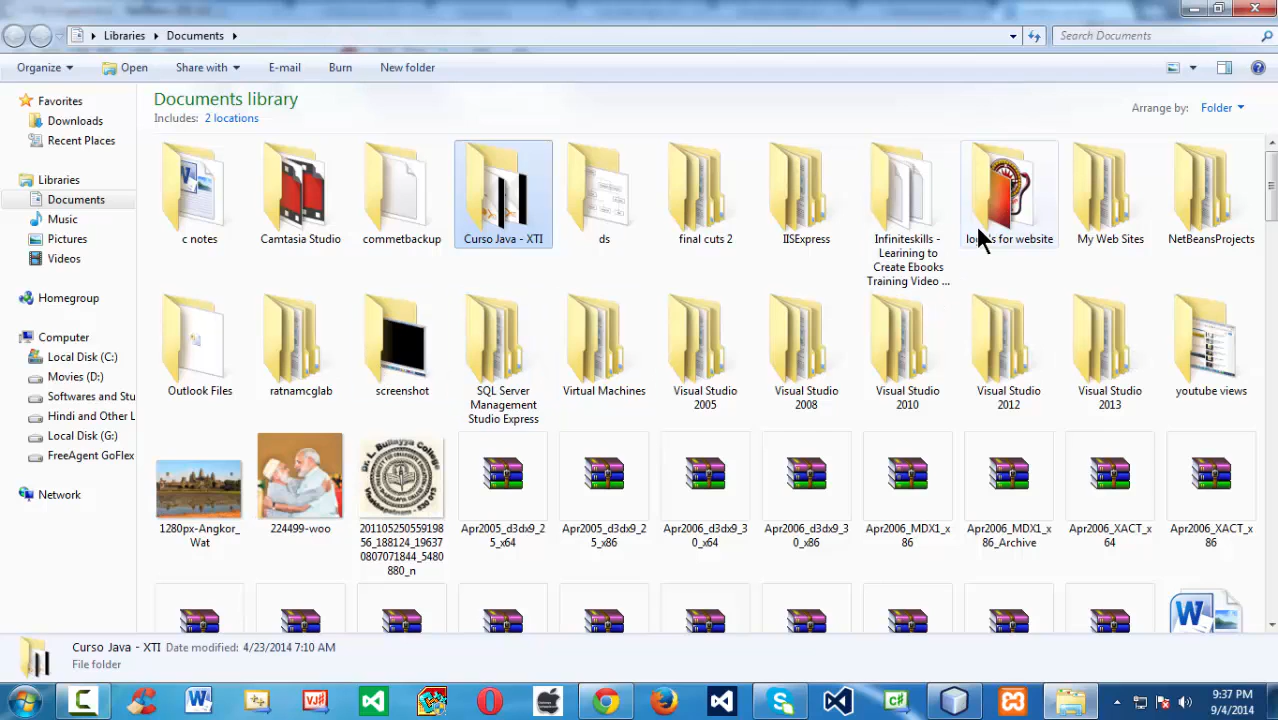 Libraries
Documents
Search Documents
Organize
Open
Share with
E-mail
Burn
New folder
Favorites
Downloads
Recent Places
Libraries
Documents
Music
Pictures
Videos
Homegroup
Computer
Local Disk (C:)
Movies (D:)
Softwares and Stu
Hindi and Other L
Local Disk (G:)
FreeAgent GoFlex
Network
Documents library
Includes: 2 locations
Arrange by: Folder
c notes
Camtasia Studio
commetbackup
Curso Java - XTI
ds
final cuts 2
IISExpress
Infiniteskills -
Learining to
Create Ebooks
Training Video ...
for website
My Web Sites
NetBeansProjects
Outlook Files
ratnamcglab
screenshot
SQL Server
Management
Studio Express
Virtual Machines
Visual Studio
2005
Visual Studio
2008
Visual Studio
2010
Visual Studio
2012
Visual Studio
2013
youtube views
1280px-Angkor_
Wat
224499-woo
201105250559198
56_188124_19637
0807071844_5480
880_n
Apr2005_d3dx9_2
5_x64
Apr2005_d3dx9_2
5_x86
Apr2006_d3dx9_3
0_x64
Apr2006_d3dx9_3
0_x86
Apr2006_MDX1_x
86
Apr2006_MDX1_x
86_Archive
Apr2006_XACT_x
64
Apr2006_XACT_x
86
Curso Java - XTI Date modified: 4/23/2014 7:10 AM
File folder
9:37 PM
9/4/2014